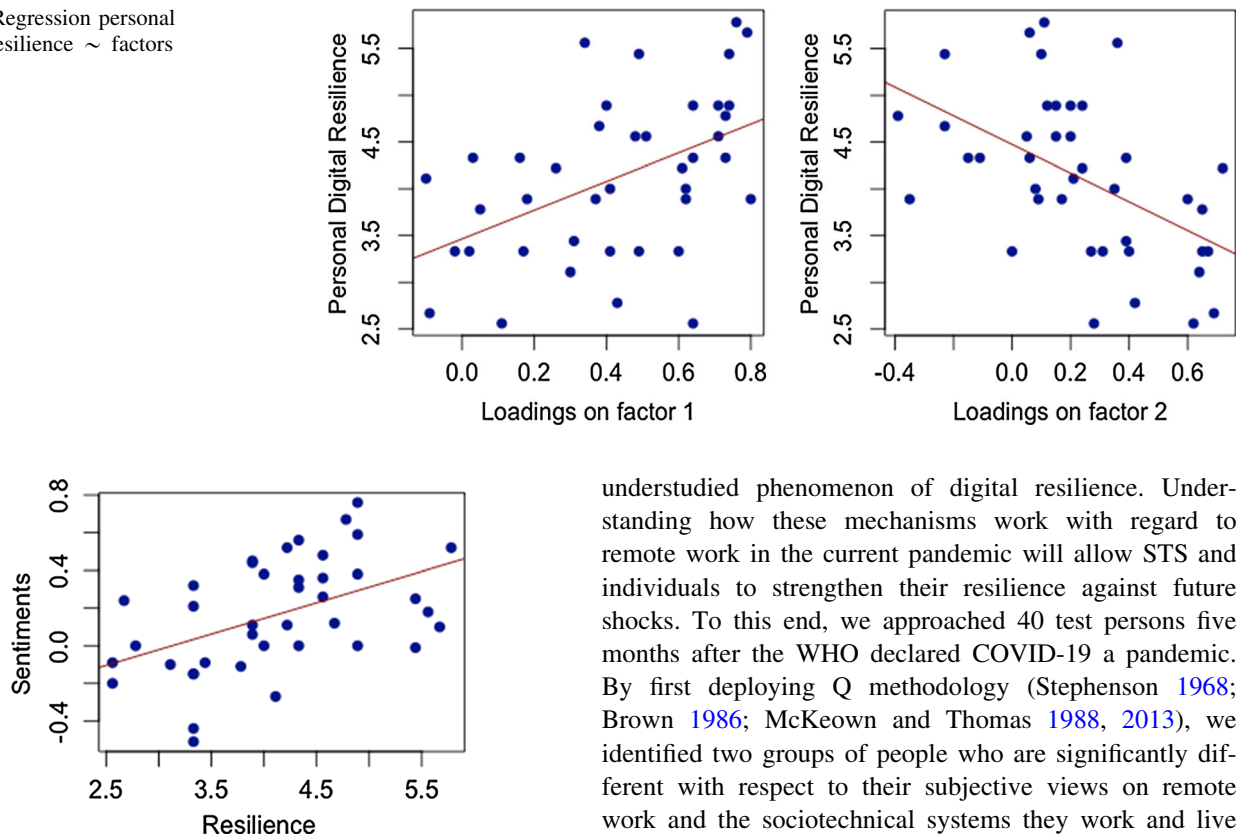 Regression personal
esilience ∼ factors
Personal Digital Resilience
5.5
4.5
3.5
2.5
0.0 0.2 0.4 0.6 0.8
Loadings on factor 1
Personal Digital Resilience
5.5
4.5
3.5
2.5
-0.4 0.0 0.2 0.4 0.6
Loadings on factor 2
Sentiments
0.8
0.4
0.0
-0.4
2.5 3.5 4.5 5.5
Resilience
understudied phenomenon of digital resilience. Under-
standing how these mechanisms work with regard to
remote work in the current pandemic will allow STS and
individuals to strengthen their resilience against future
shocks. To this end, we approached 40 test persons five
months after the WHO declared COVID-19 a pandemic.
By first deploying Q methodology (Stephenson 1968;
Brown 1986; McKeown and Thomas 1988, 2013), we
identified two groups of people who are significantly dif-
ferent with respect to their subjective views on remote
work and the sociotechnical systems they work and live